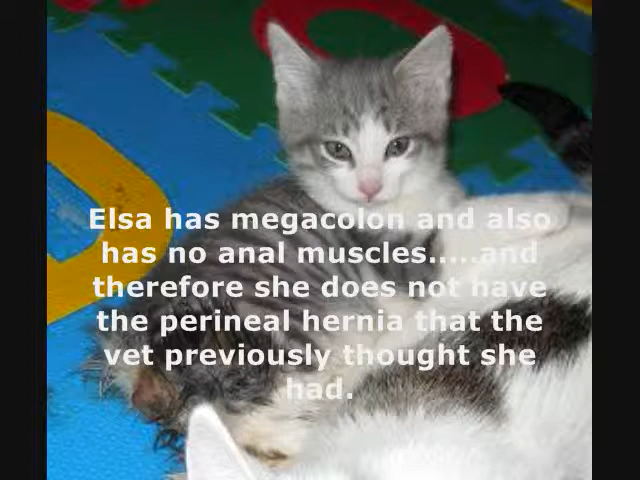 Elsa has megacolon and also
has no anal muscles.....and
therefore she does not have
the perineal hernia that the
vet previously thought she
had.